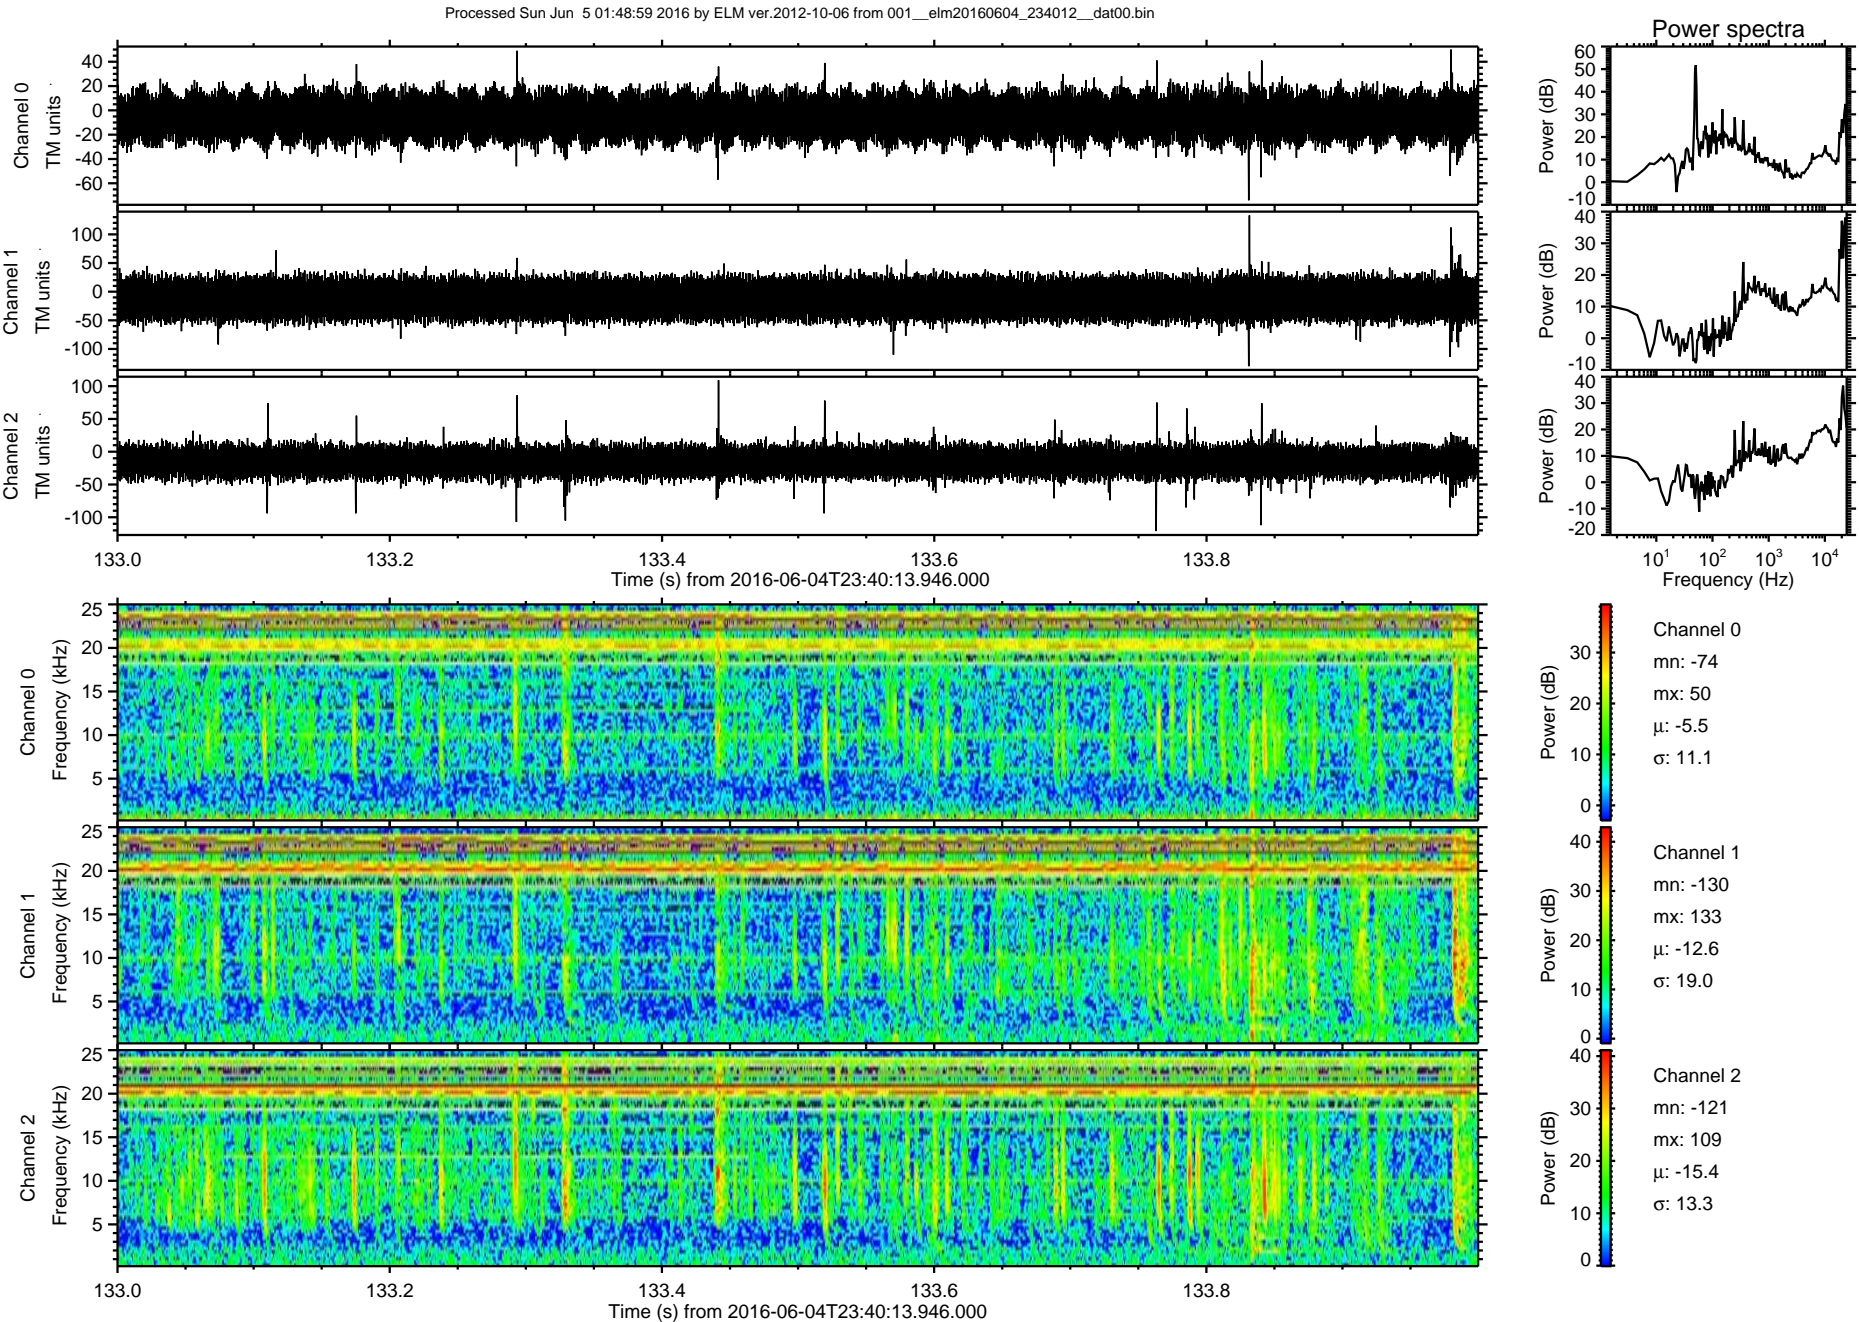 Processed Sun Jun  5 01:48:59 2016 by ELM ver.2012-10-06 from 001__elm20160604_234012__dat00.bin
Power spectra
Channel 0
TM units
40
20
0
-20
-40
-60
Power (dB)
60
50
40
30
20
10
0
-10
Channel 1
TM units
100
50
0
-50
-100
Power (dB)
40
30
20
10
0
-10
Channel 2
TM units
100
50
0
-50
-100
Power (dB)
40
30
20
10
0
-10
-20
133.0 133.2 133.4 133.6 133.8
Time (s) from 2016-06-04T23:40:13.946.000
10^1 10^2 10^3 10^4
Frequency (Hz)
Channel 0
Frequency (kHz)
25
20
15
10
5
Power (dB)
30
20
10
0
Channel 0
mn: -74
mx: 50
μ: -5.5
σ: 11.1
Channel 1
Frequency (kHz)
25
20
15
10
5
Power (dB)
40
30
20
10
0
Channel 1
mn: -130
mx: 133
μ: -12.6
σ: 19.0
Channel 2
Frequency (kHz)
25
20
15
10
5
Power (dB)
40
30
20
10
0
Channel 2
mn: -121
mx: 109
μ: -15.4
σ: 13.3
133.0 133.2 133.4 133.6 133.8
Time (s) from 2016-06-04T23:40:13.946.000